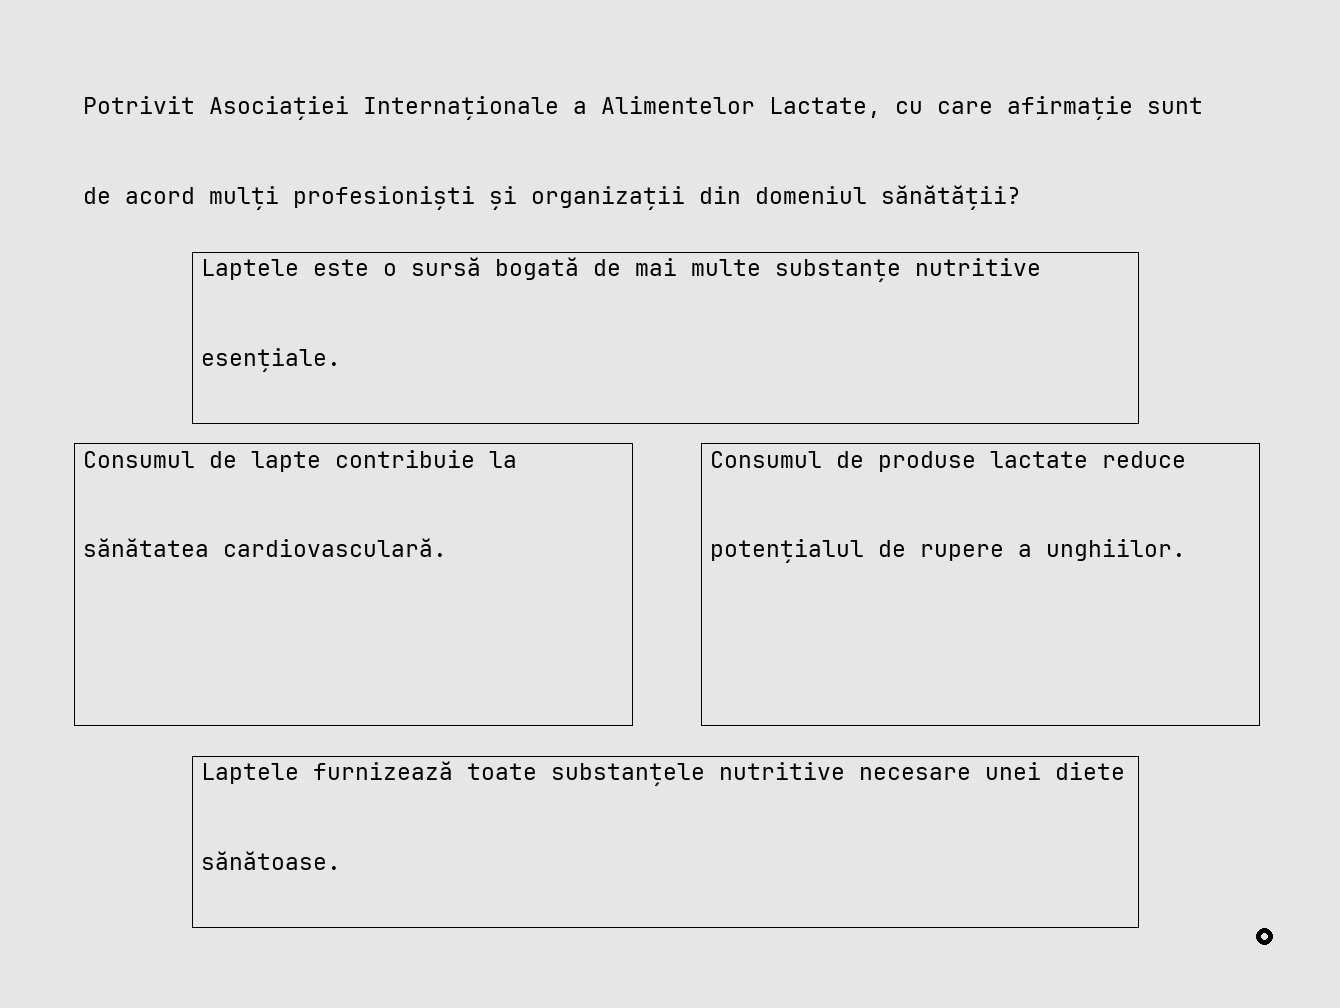 Potrivit Asociației Internaționale a Alimentelor Lactate, cu care afirmație sunt
de acord mulți profesioniști și organizații din domeniul sănătății?
Laptele este o sursă bogată de mai multe substanțe nutritive
esențiale.
Consumul de lapte contribuie la
sănătatea cardiovasculară.
Consumul de produse lactate reduce
potențialul de rupere a unghiilor.
Laptele furnizează toate substanțele nutritive necesare unei diete
sănătoase.